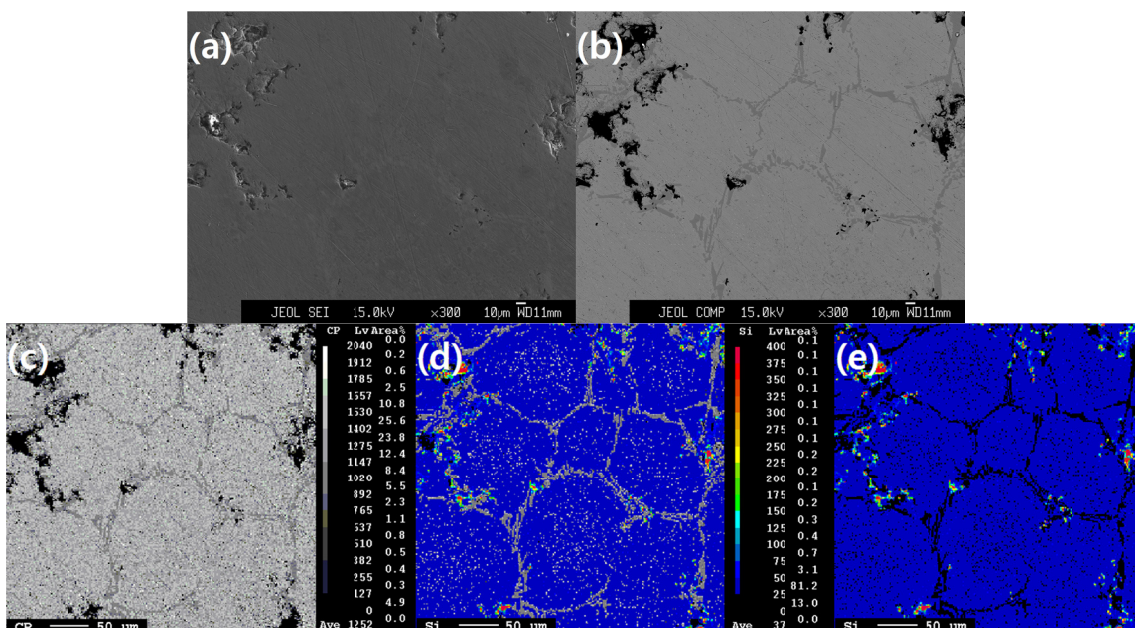 (a)
(b)
JEOL SEI 15.0kV ×300 10μm WD11mm
JEOL COMP 15.0kV ×300 10μm WD11mm
(c)
(d)
(e)
CP Lv Area%
2040 0.0
1912 0.2
1785 0.6
1657 2.5
1530 10.8
1402 25.6
1275 23.8
1147 12.4
1020 8.4
892 5.5
765 2.3
637 1.1
510 0.8
382 0.5
255 0.4
127 0.3
0 4.9
Ave 1252 0.0
CP 50 μm
Si 50 μm
Si Lv Area%
400 0.1
375 0.1
350 0.1
325 0.1
300 0.1
275 0.1
250 0.1
225 0.2
200 0.2
175 0.1
150 0.2
125 0.3
100 0.4
75 0.7
50 3.1
25 81.2
0 13.0
Ave 37 0.0
Si 50 μm